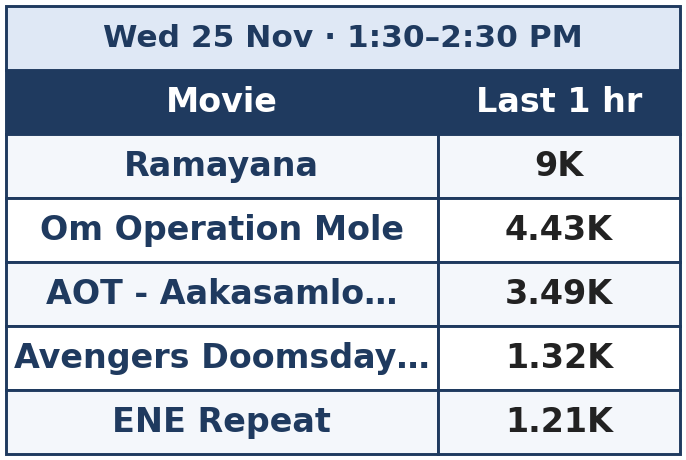 Wed 25 Nov · 1:30–2:30 PM
Movie Last 1 hr
Ramayana 9K
Om Operation Mole 4.43K
AOT - Aakasamlo... 3.49K
Avengers Doomsday... 1.32K
ENE Repeat 1.21K